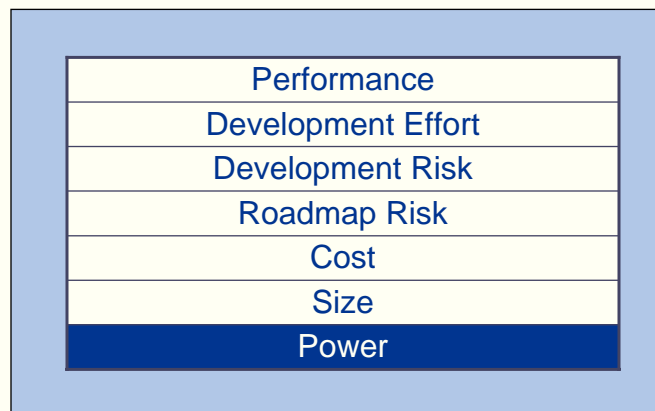 Performance
Development Effort
Development Risk
Roadmap Risk
Cost
Size
Power